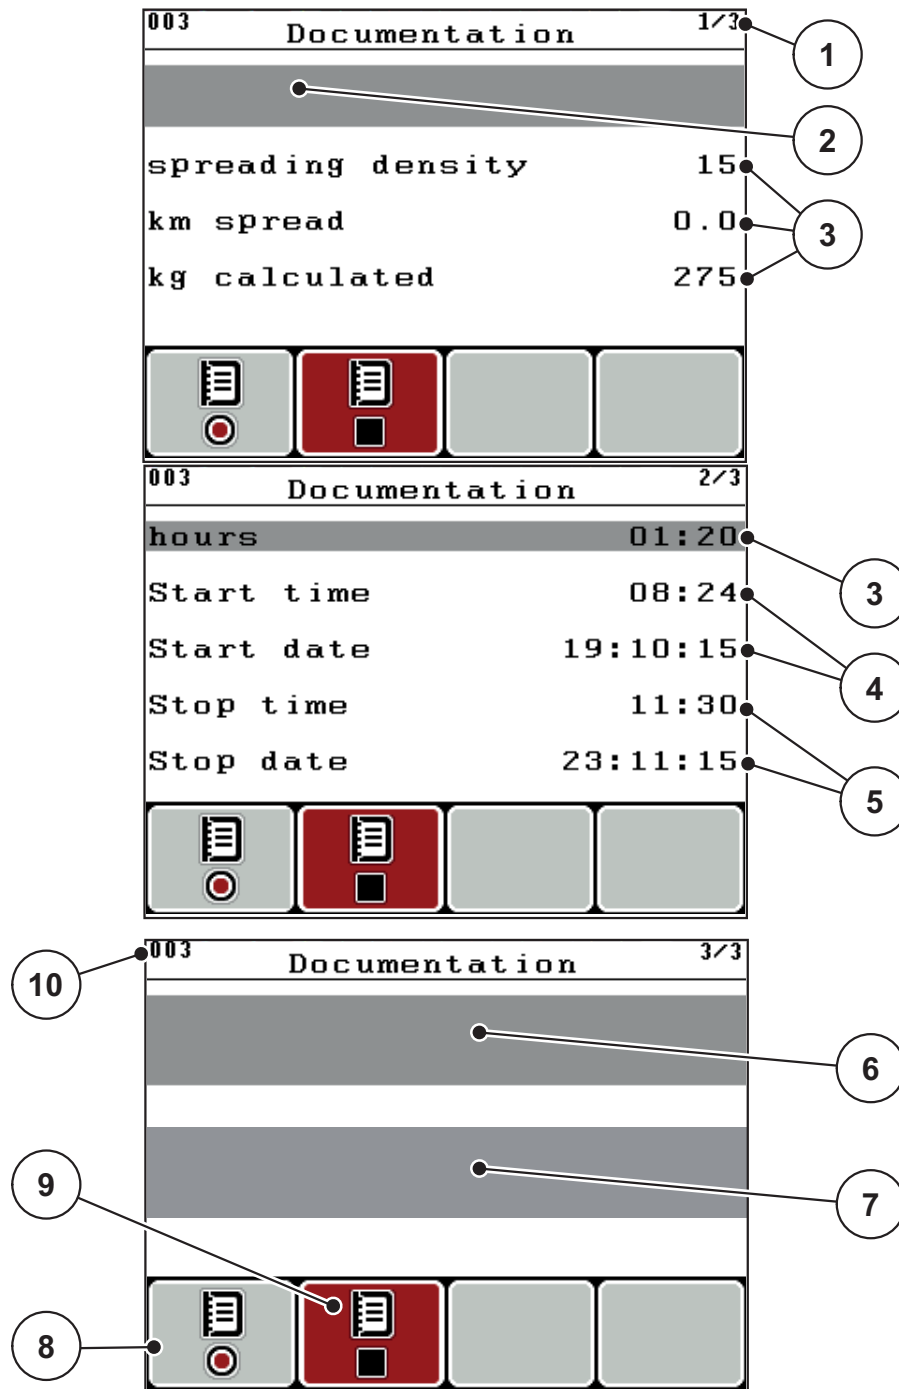 003 Documentation 1/3
1
2
spreading density 15
km spread 0.0
3
kg calculated 275
003 Documentation 2/3
hours 01:20
3
Start time 08:24
Start date 19:10:15
4
Stop time 11:30
Stop date 23:11:15
5
003 Documentation 3/3
10
6
9
7
8